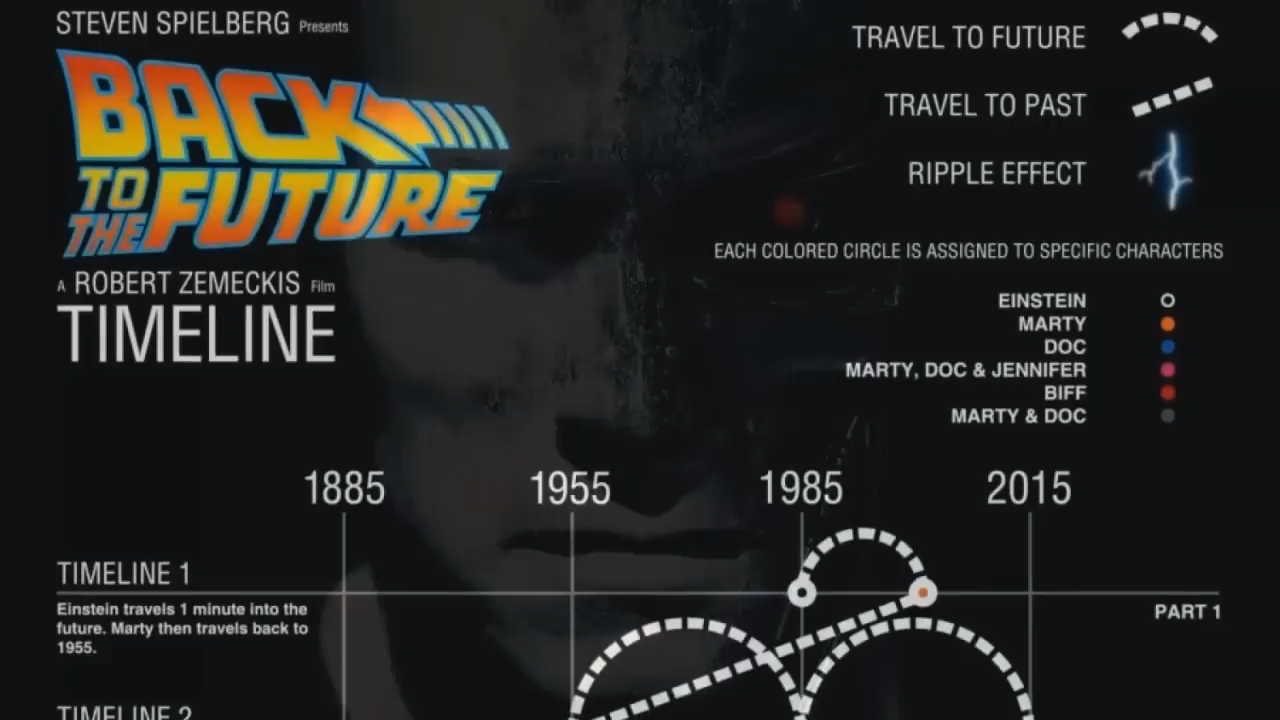 STEVEN SPIELBERG Presents
BACK
TO
THE FUTURE
A ROBERT ZEMECKIS Film
TIMELINE
TRAVEL TO FUTURE
TRAVEL TO PAST
RIPPLE EFFECT
EACH COLORED CIRCLE IS ASSIGNED TO SPECIFIC CHARACTERS
EINSTEIN
MARTY
DOC
MARTY, DOC & JENNIFER
BIFF
MARTY & DOC
1885 1955 1985 2015
TIMELINE 1
Einstein travels 1 minute into the
future. Marty then travels back to
1955.
PART 1
TIMELINE 2